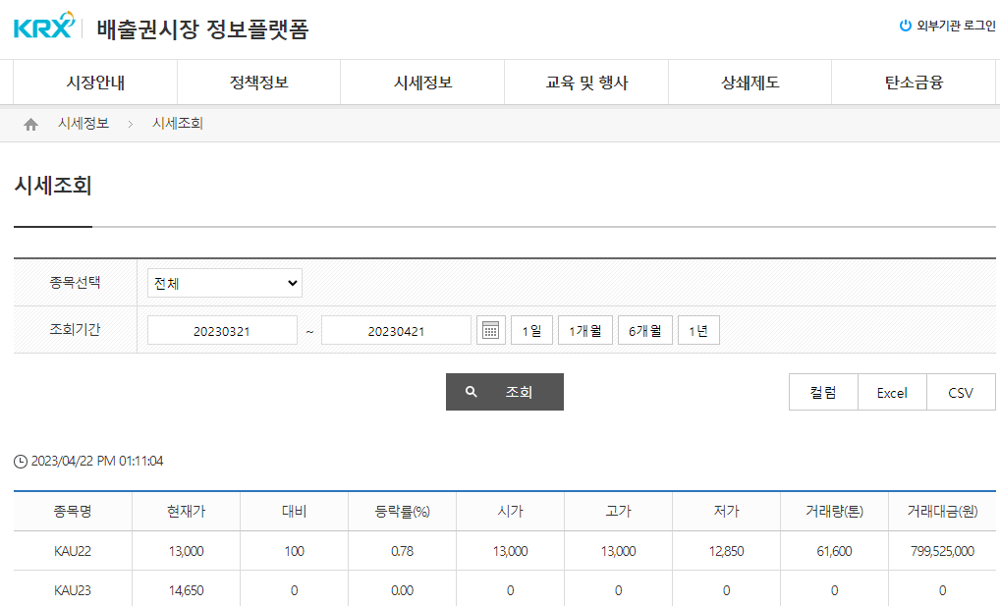 KRX 배출권시장 정보플랫폼
외부기관 로그인
시장안내 정책정보 시세정보 교육 및 행사 상쇄제도 탄소금융
시세정보 > 시세조회
시세조회
종목선택 전체
조회기간 20230321 ~ 20230421 1일 1개월 6개월 1년
조회 컬럼 Excel CSV
2023/04/22 PM 01:11:04
종목명 현재가 대비 등락률(%) 시가 고가 저가 거래량(톤) 거래대금(원)
KAU22 13,000 100 0.78 13,000 13,000 12,850 61,600 799,525,000
KAU23 14,650 0 0.00 0 0 0 0 0